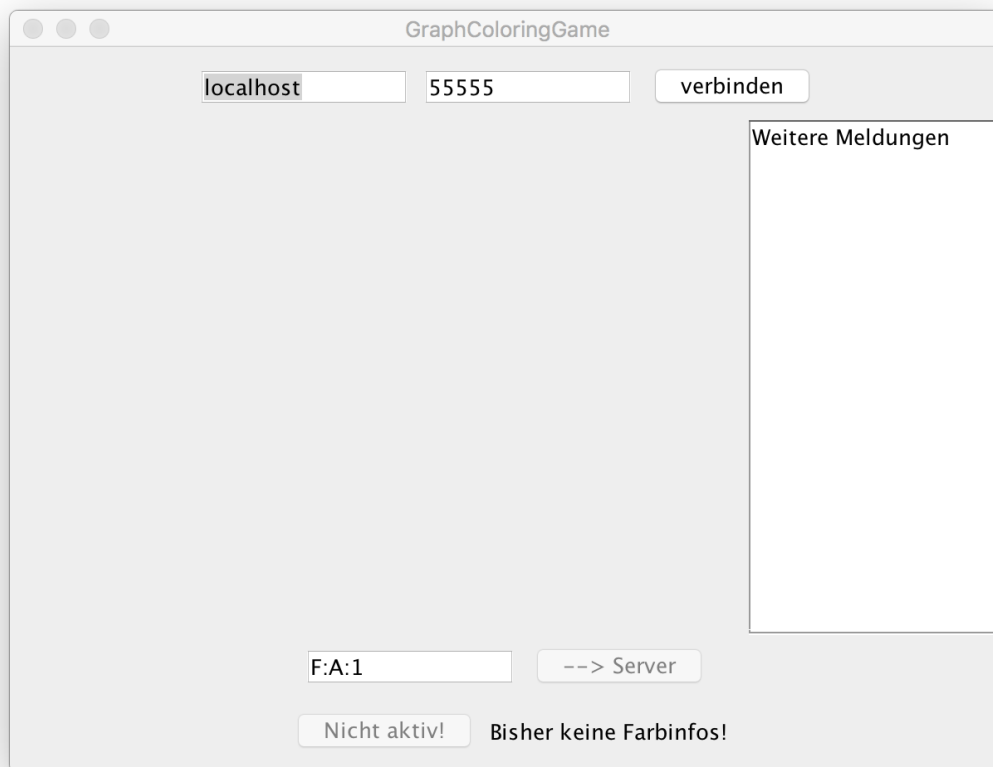 GraphColoringGame
localhost 55555 verbinden
Weitere Meldungen
F:A:1 --> Server
Nicht aktiv! Bisher keine Farbinfos!